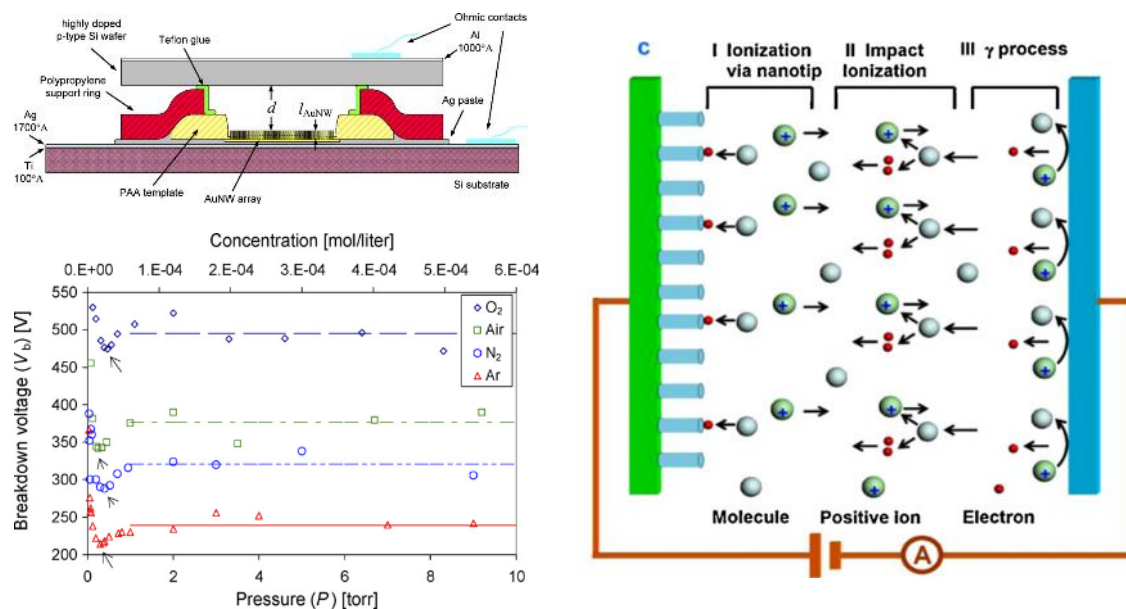 Ohmic contacts
highly doped
p-type Si wafer
Teflon glue
Al
1000°A
Polypropylene
support ring
d
lAuNW
Ag paste
Ag
1700°A
Ti
100°A
PAA template
AuNW array
Si substrate
Concentration [mol/liter]
0.E+00 1.E-04 2.E-04 3.E-04 4.E-04 5.E-04 6.E-04
Breakdown voltage (Vb) [V]
550
500
450
400
350
300
250
200
O2
Air
N2
Ar
0 2 4 6 8 10
Pressure (P) [torr]
C
I Ionization
via nanotip
II Impact
Ionization
III γ process
+ +
+
+ +
+
+ +
+
+ +
+
+
Molecule Positive ion Electron
A